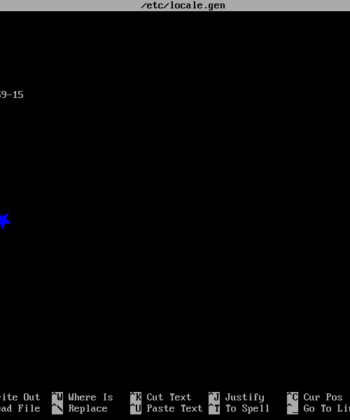 /etc/locale.gen
59-15
ite Out ^W Where Is ^K Cut Text ^J Justify ^C Cur Pos
ad File ^\ Replace ^U Paste Text ^T To Spell ^_ Go To Li